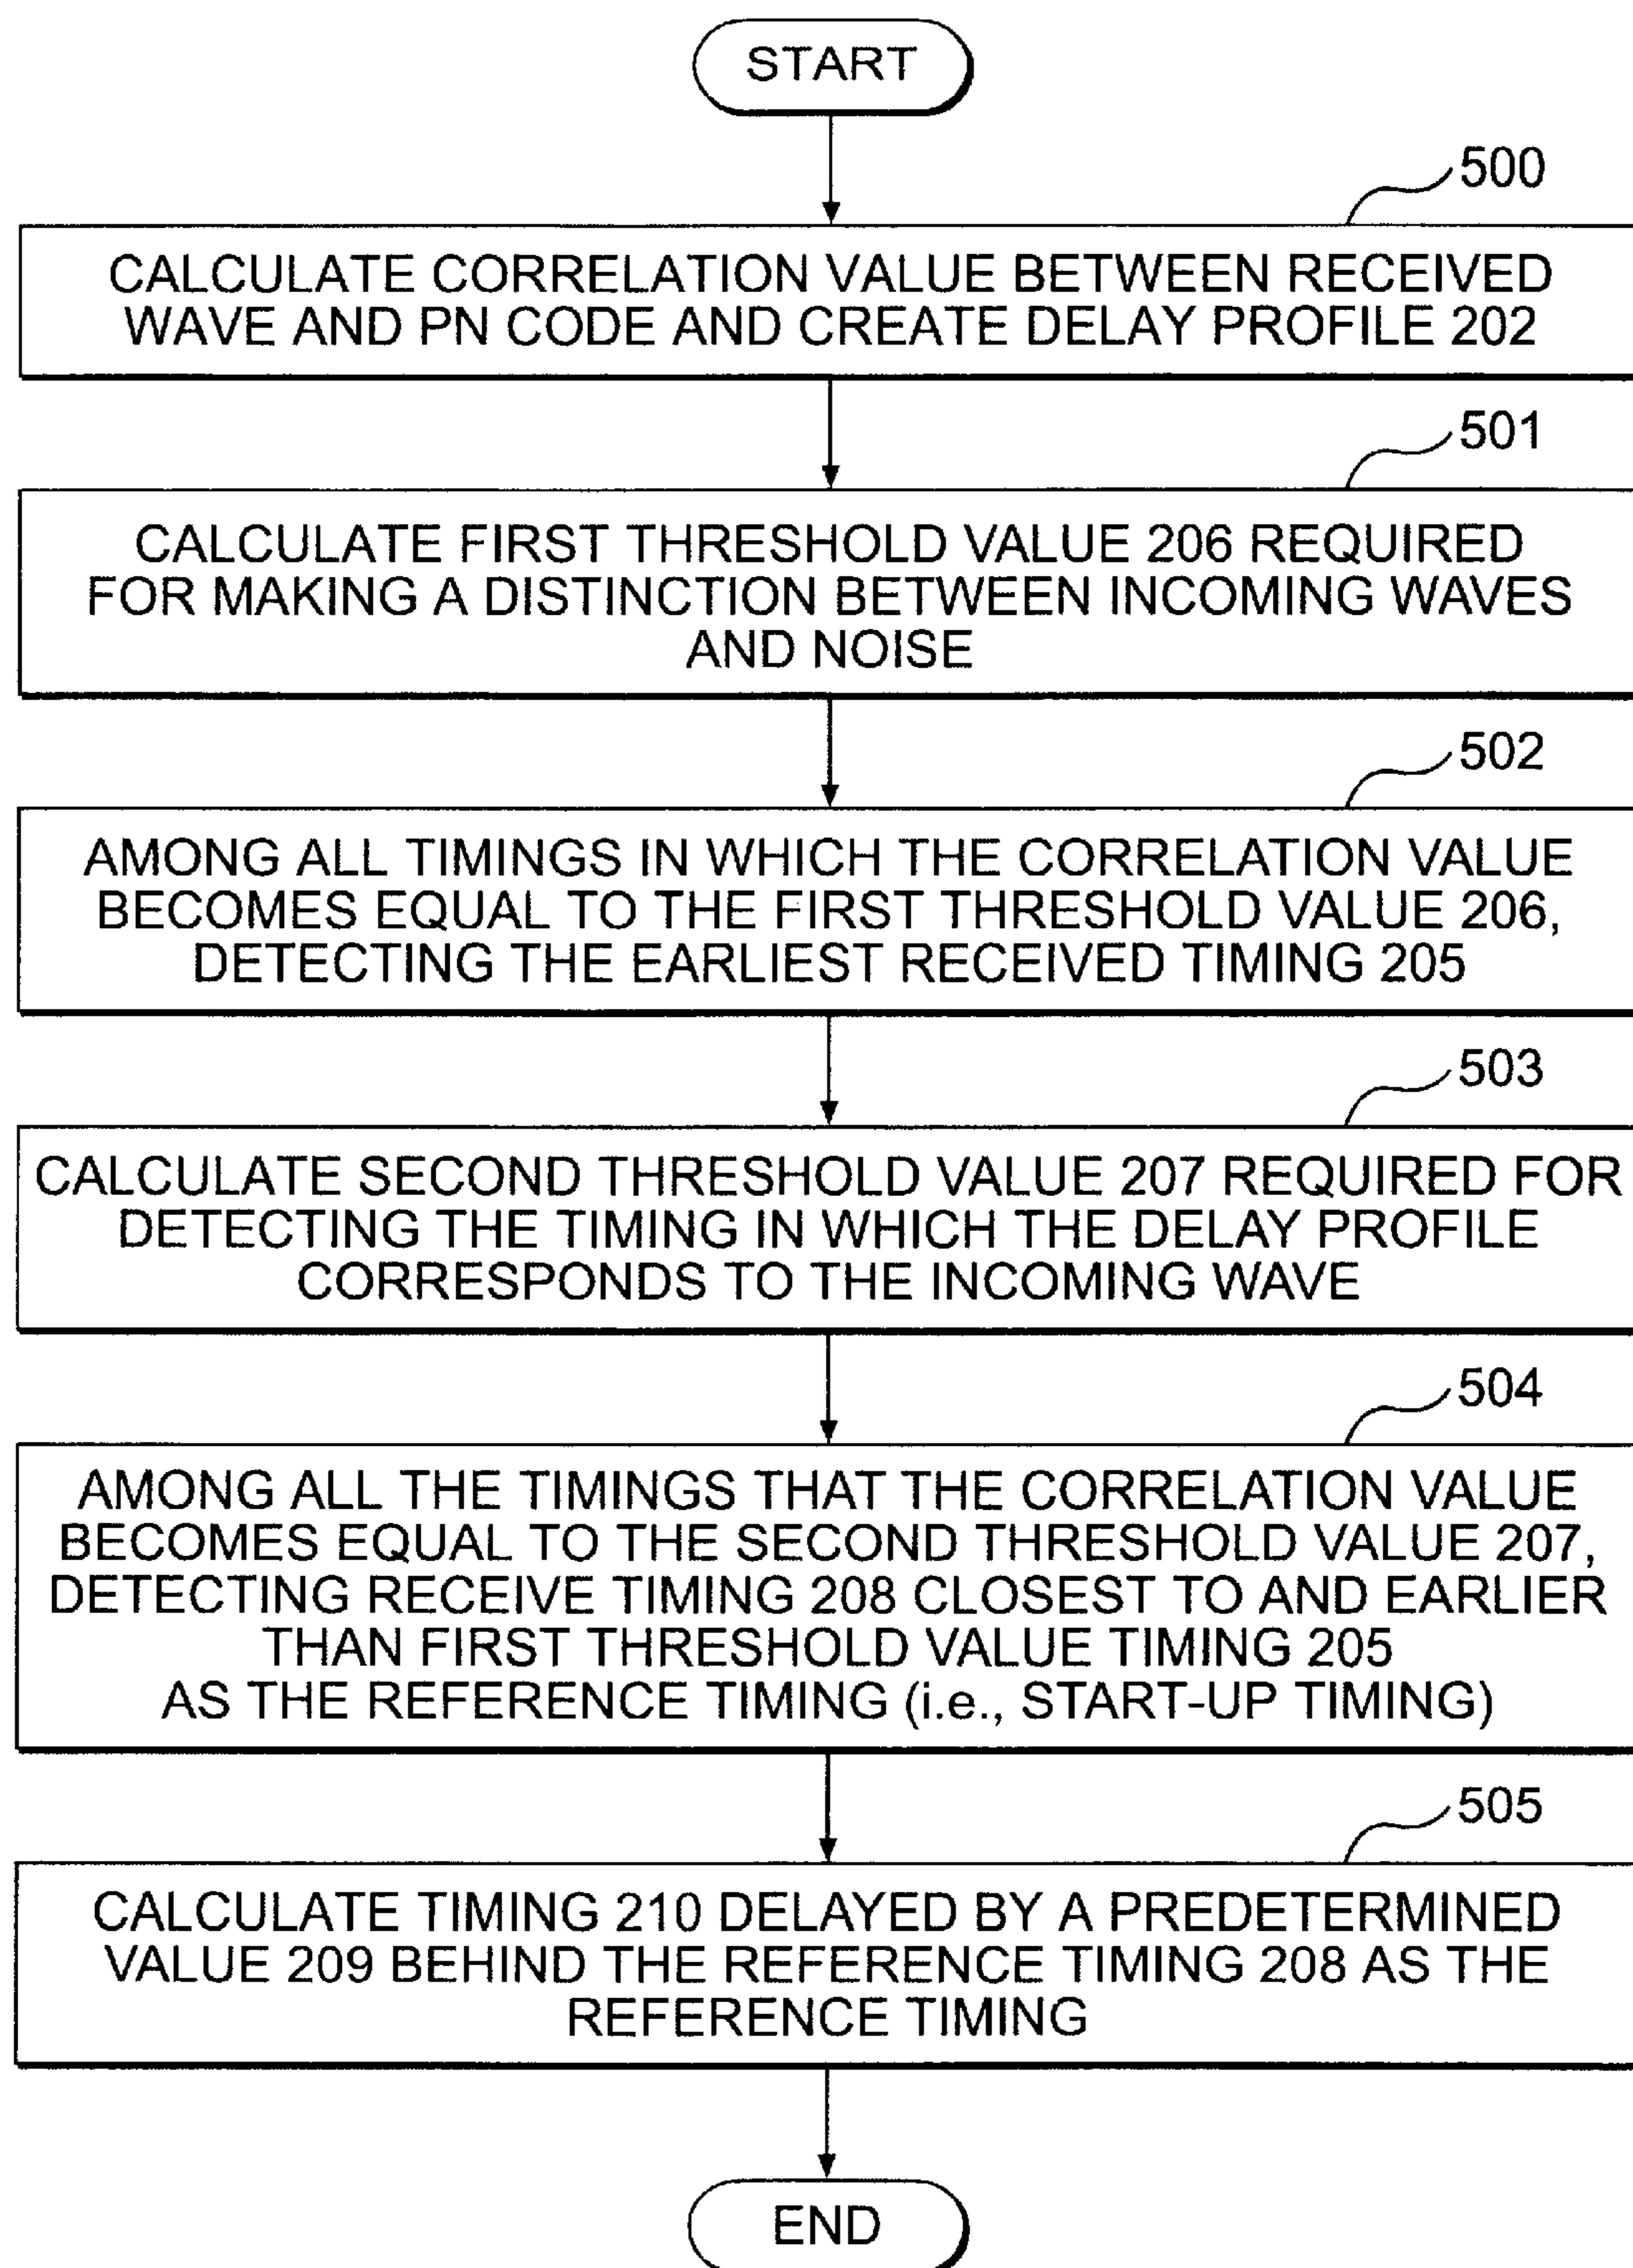 START
500
CALCULATE CORRELATION VALUE BETWEEN RECEIVED
WAVE AND PN CODE AND CREATE DELAY PROFILE 202
501
CALCULATE FIRST THRESHOLD VALUE 206 REQUIRED
FOR MAKING A DISTINCTION BETWEEN INCOMING WAVES
AND NOISE
502
AMONG ALL TIMINGS IN WHICH THE CORRELATION VALUE
BECOMES EQUAL TO THE FIRST THRESHOLD VALUE 206,
DETECTING THE EARLIEST RECEIVED TIMING 205
503
CALCULATE SECOND THRESHOLD VALUE 207 REQUIRED FOR
DETECTING THE TIMING IN WHICH THE DELAY PROFILE
CORRESPONDS TO THE INCOMING WAVE
504
AMONG ALL THE TIMINGS THAT THE CORRELATION VALUE
BECOMES EQUAL TO THE SECOND THRESHOLD VALUE 207,
DETECTING RECEIVE TIMING 208 CLOSEST TO AND EARLIER
THAN FIRST THRESHOLD VALUE TIMING 205
AS THE REFERENCE TIMING (i.e., START-UP TIMING)
505
CALCULATE TIMING 210 DELAYED BY A PREDETERMINED
VALUE 209 BEHIND THE REFERENCE TIMING 208 AS THE
REFERENCE TIMING
END